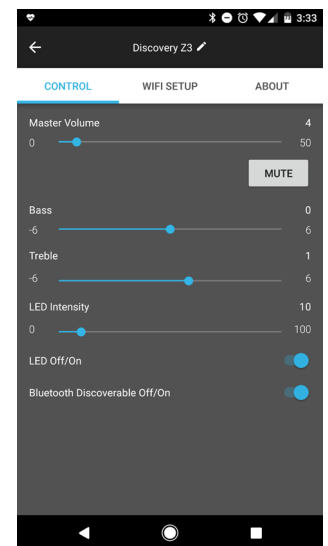 3:33
Discovery Z3
CONTROL WIFI SETUP ABOUT
Master Volume 4
0 50
MUTE
Bass 0
-6 6
Treble 1
-6 6
LED Intensity 10
0 100
LED Off/On
Bluetooth Discoverable Off/On